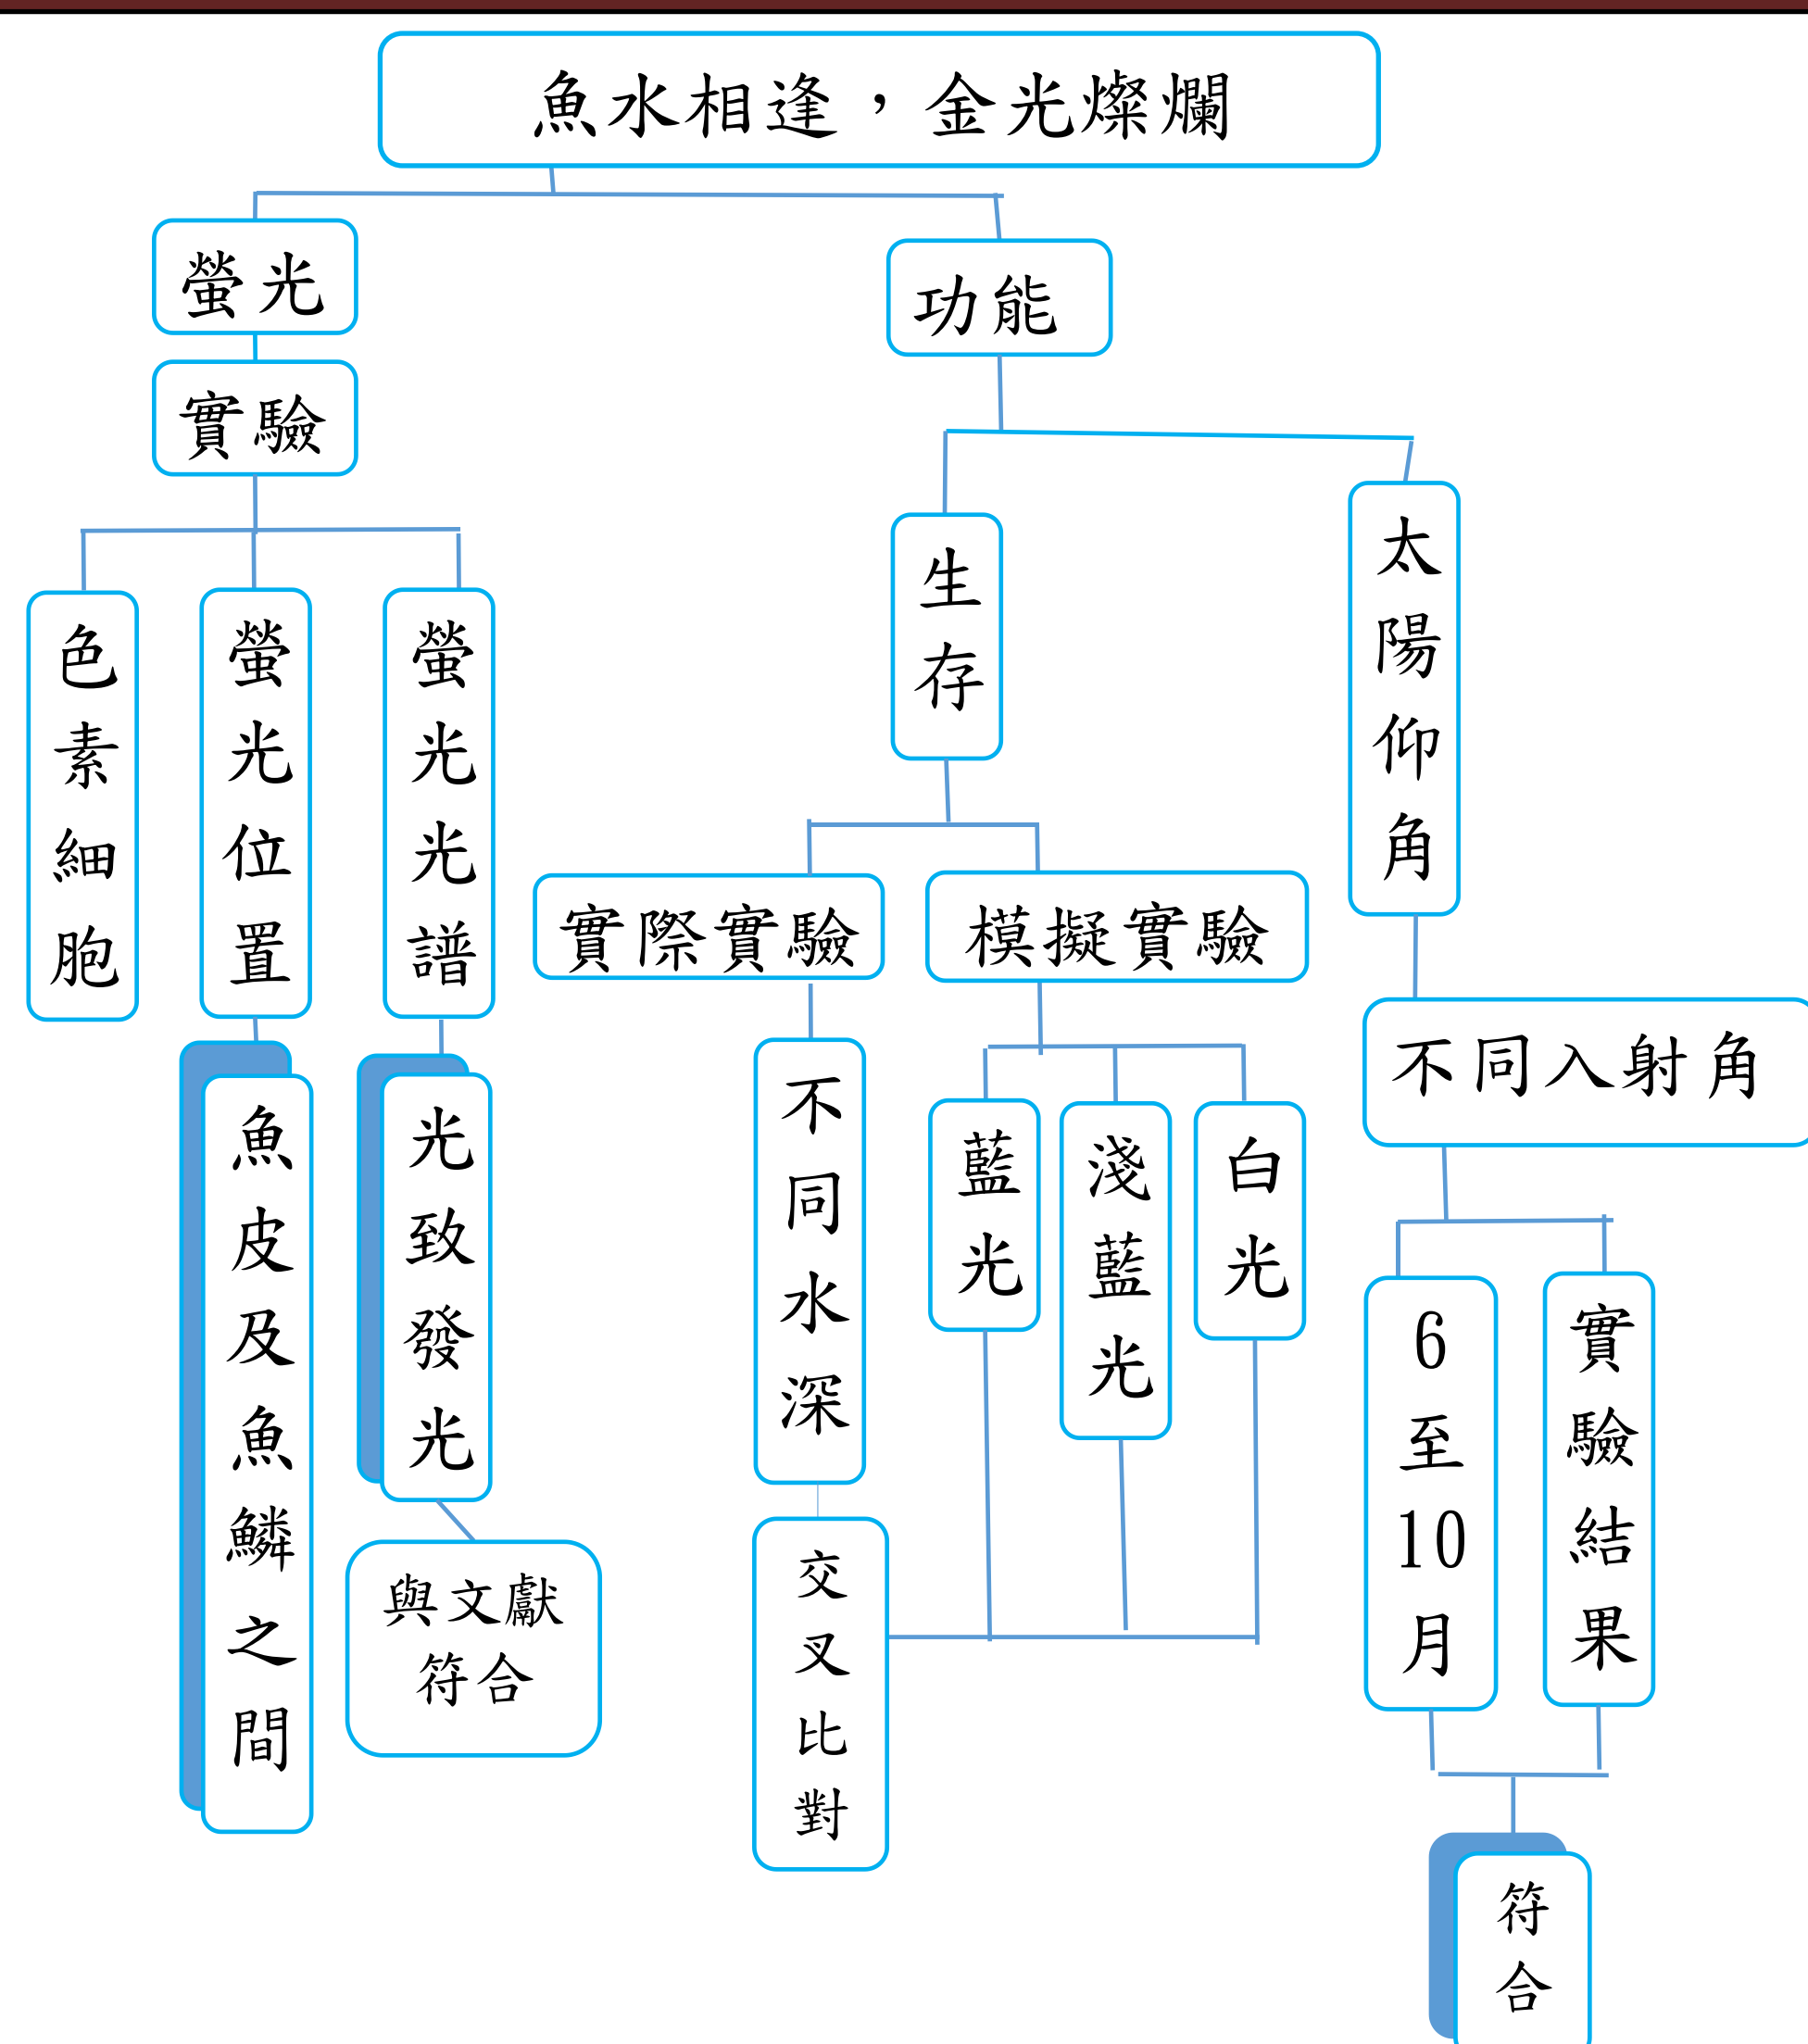 魚水相逢，金光燦爛
螢光
功能
實驗
生存
太陽仰角
色素細胞
螢光位置
螢光光譜
實際實驗
模擬實驗
不同入射角
魚皮及魚鱗之間
光致發光
不同水深
藍光
淺藍光
白光
6至10月
實驗結果
與文獻
符合
交叉比對
符合